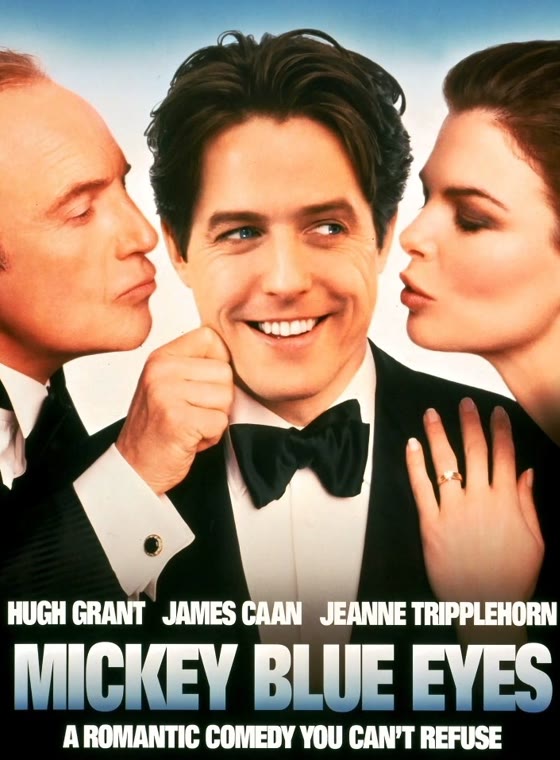 HUGH GRANT JAMES CAAN JEANNE TRIPPLEHORN
MICKEY BLUE EYES
A ROMANTIC COMEDY YOU CAN'T REFUSE